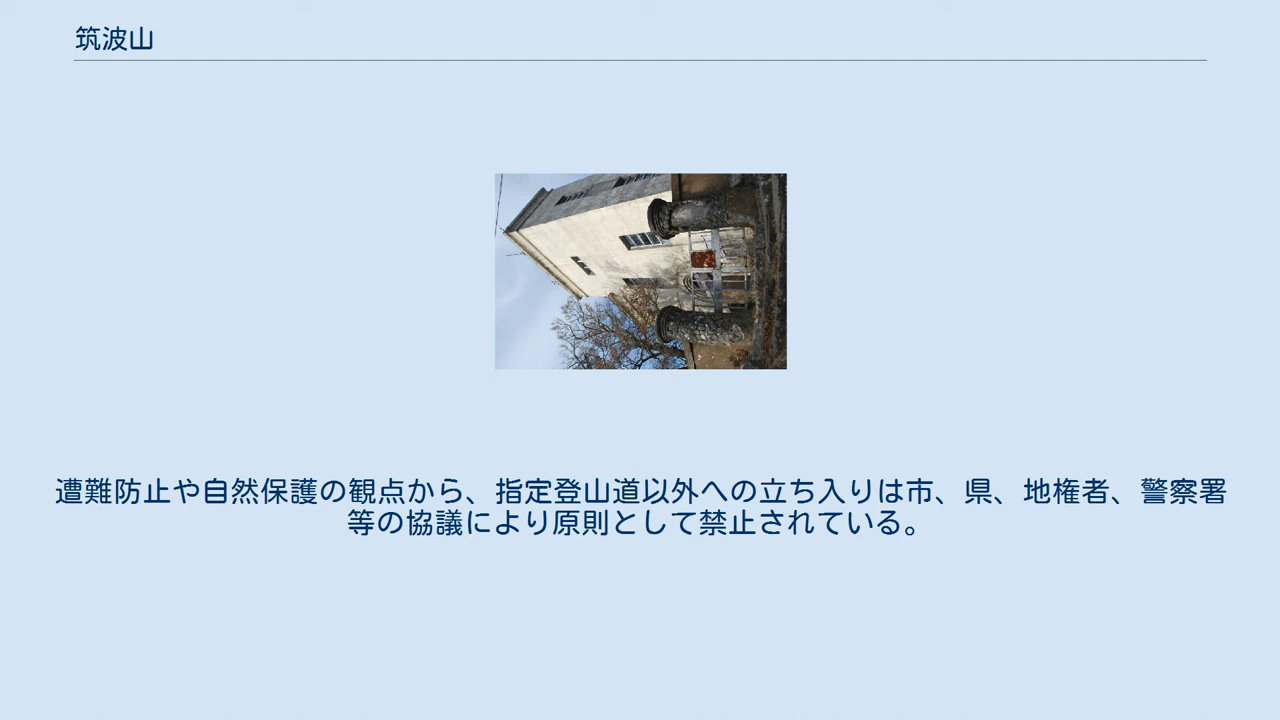 筑波山
遭難防止や自然保護の観点から、指定登山道以外への立ち入りは市、県、地権者、警察署
等の協議により原則として禁止されている。